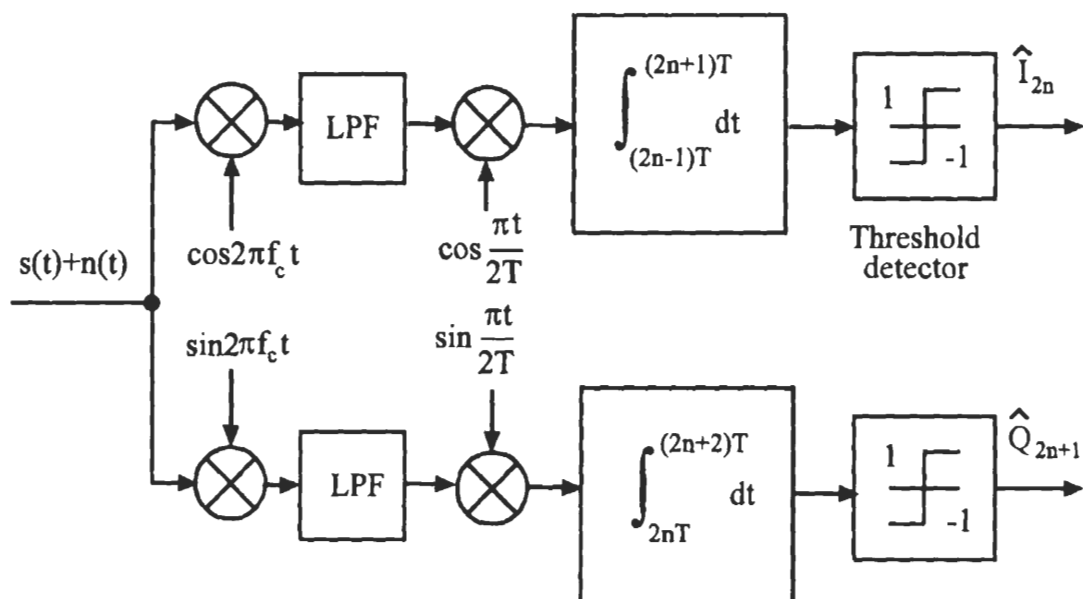 (2n+1)T
∫ dt
(2n-1)T
LPF
1
-1
Î_{2n}
s(t)+n(t)
cos2πf_c t
cos πt/2T
Threshold
detector
sin2πf_c t
sin πt/2T
(2n+2)T
∫ dt
2nT
LPF
1
-1
Q̂_{2n+1}